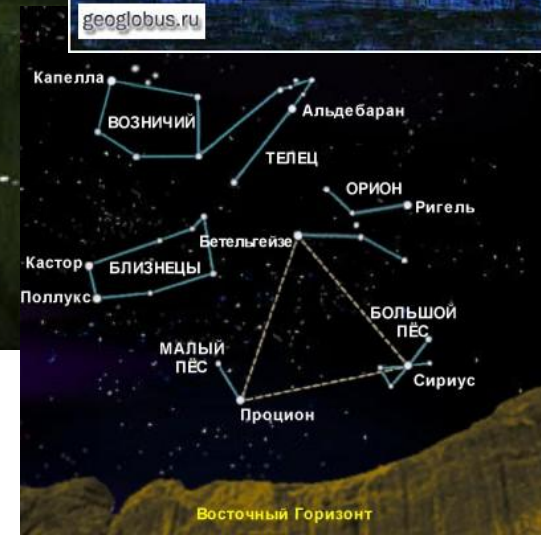 geoglobus.ru
Капелла
ВОЗНИЧИЙ
Альдебаран
ТЕЛЕЦ
ОРИОН
Ригель
Бетельгейзе
Кастор
БЛИЗНЕЦЫ
Поллукс
БОЛЬШОЙ
ПЁС
МАЛЫЙ
ПЁС
Сириус
Процион
Восточный Горизонт